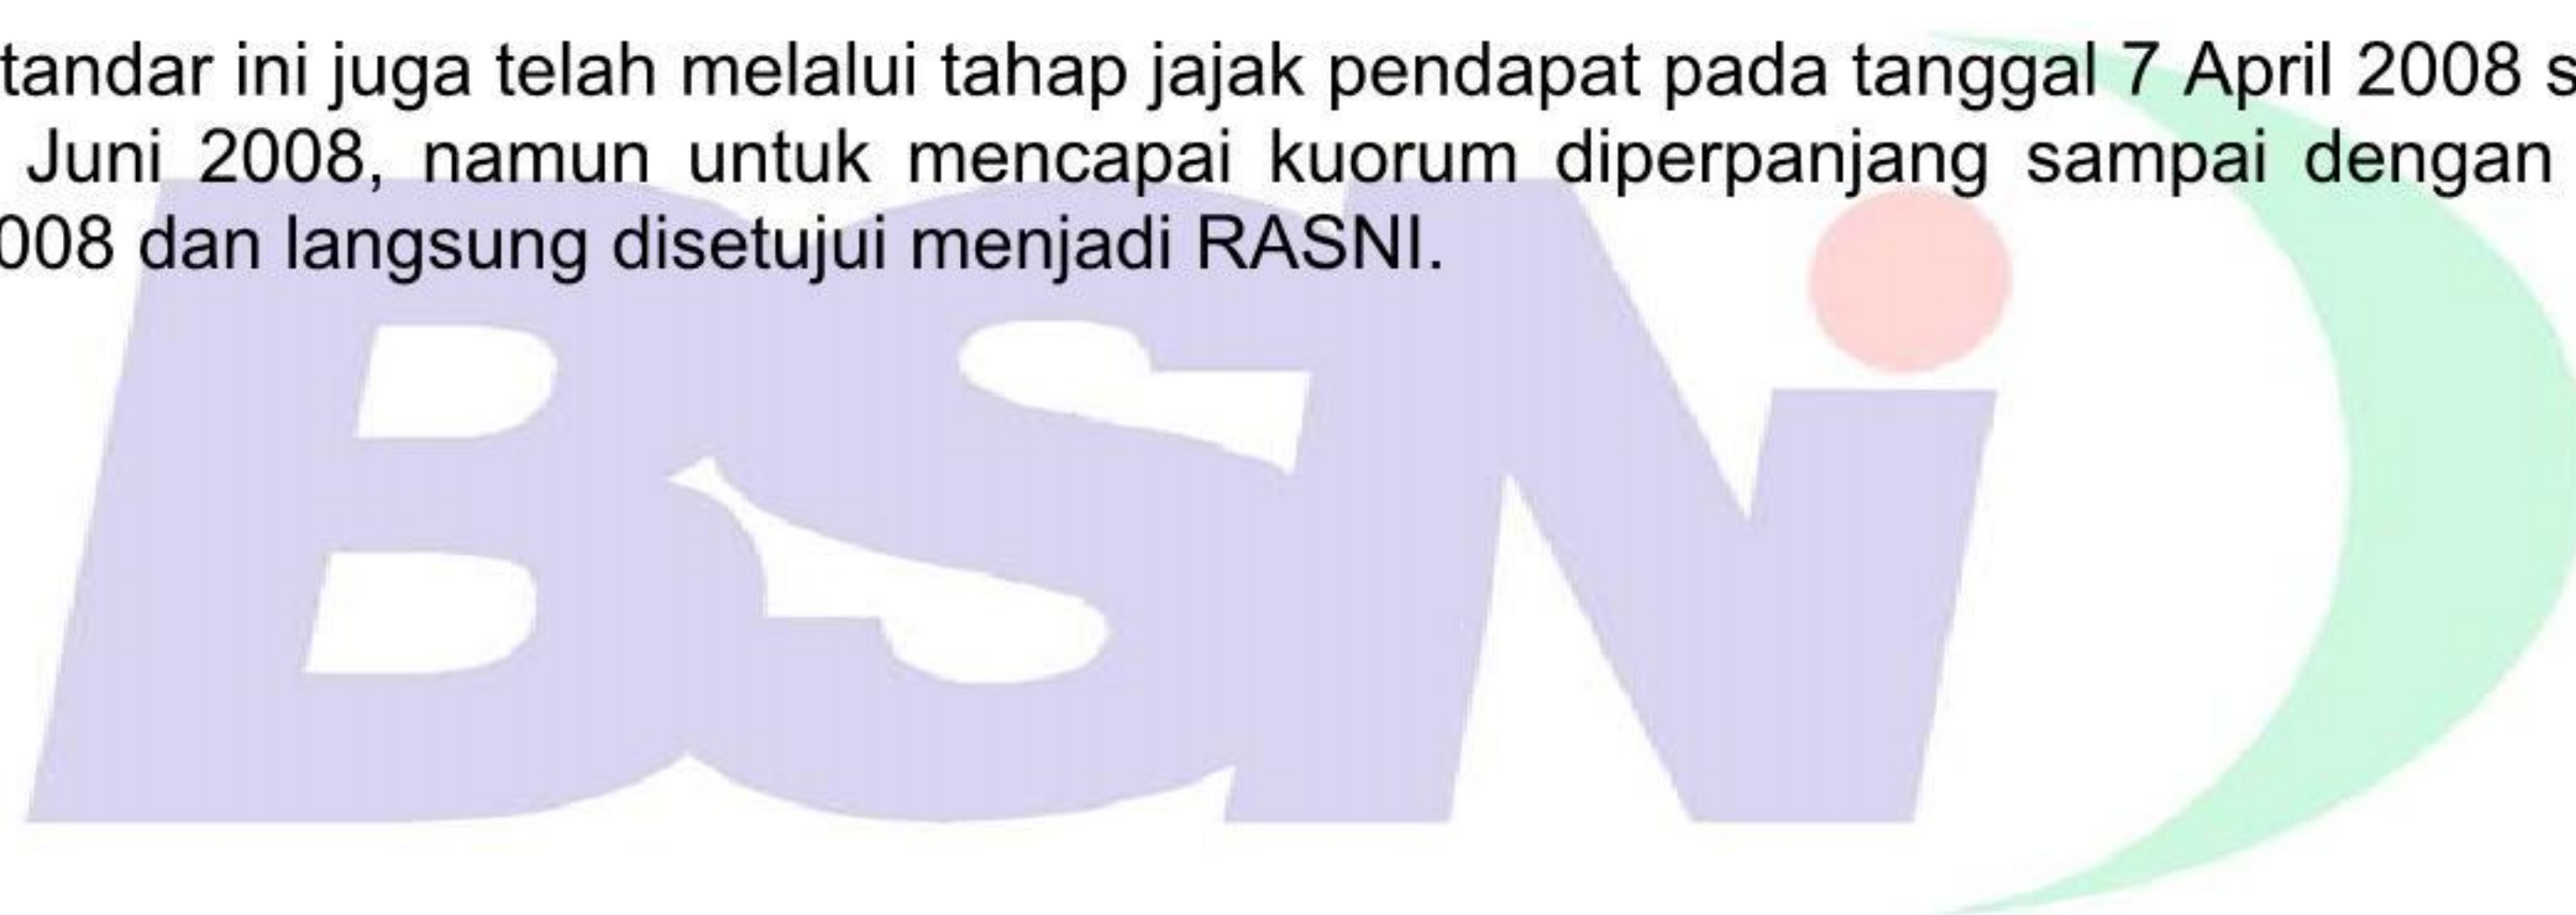 tandar ini juga telah melalui tahap jajak pendapat pada tanggal 7 April 2008 s
Juni 2008, namun untuk mencapai kuorum diperpanjang sampai dengan
008 dan langsung disetujui menjadi RASNI.
BSNi